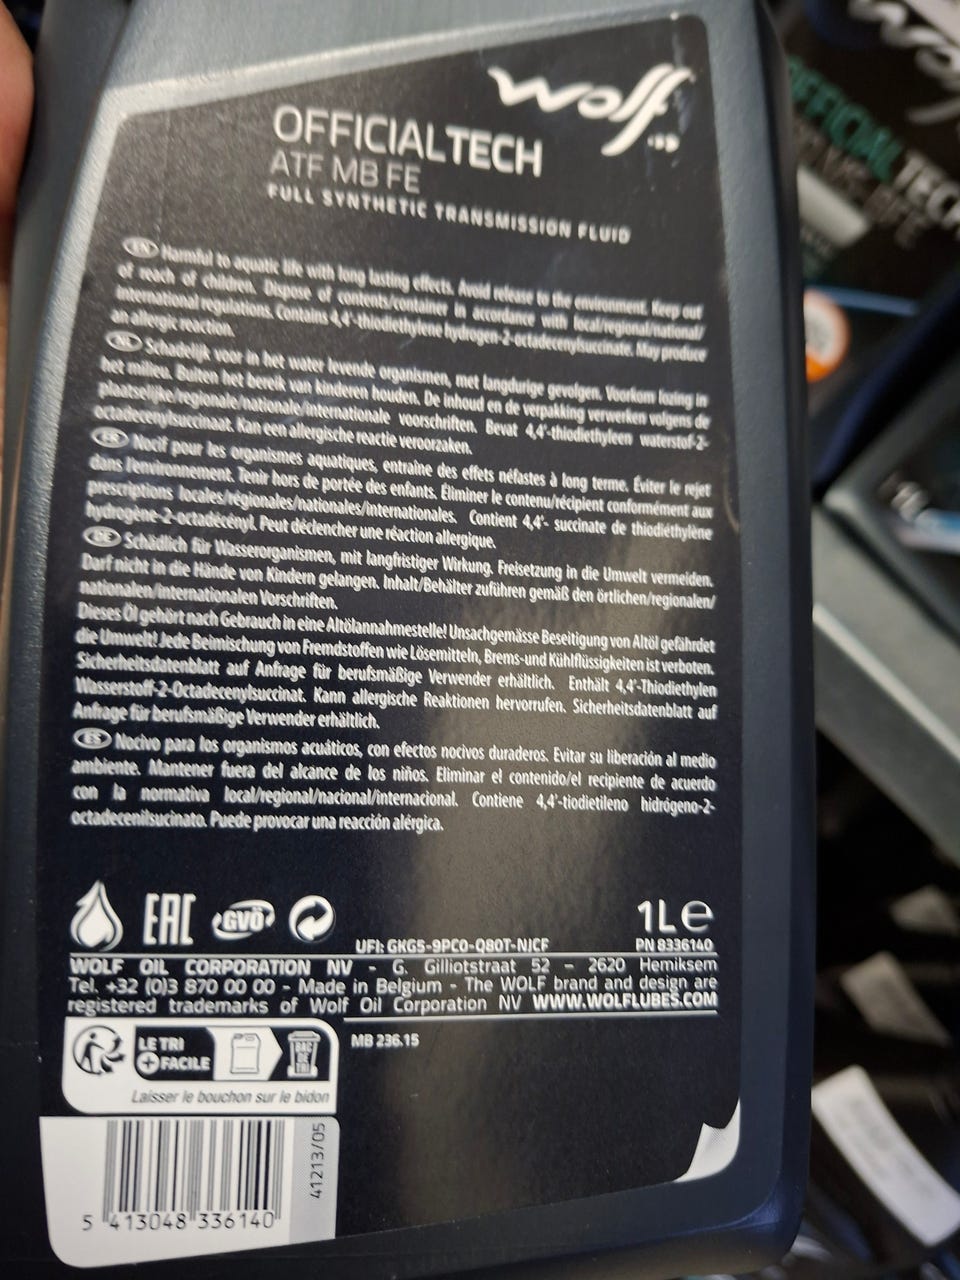 wolf
OFFICIALTECH
ATF MB FE
FULL SYNTHETIC TRANSMISSION FLUID
EN Harmful to aquatic life with long lasting effects. Avoid release to the environment. Keep out
of reach of children. Dispose of contents/container in accordance with local/regional/national/
international regulations. Contains 4,4'-thiodiethylene hydrogen-2-octadecenylsuccinate. May produce
an allergic reaction.
NL Schadelijk voor in het water levende organismen, met langdurige gevolgen. Voorkom lozing in
het milieu. Buiten het bereik van kinderen houden. De inhoud en de verpakking verwerken volgens de
plaatselijke/regionale/nationale/internationale voorschriften. Bevat 4,4'-thiodiethyleen waterstof-2-
octadecenylsuccinaat. Kan een allergische reactie veroorzaken.
FR Nocif pour les organismes aquatiques, entraîne des effets néfastes à long terme. Éviter le rejet
dans l'environnement. Tenir hors de portée des enfants. Éliminer le contenu/récipient conformément aux
prescriptions locales/régionales/nationales/internationales. Contient 4,4'- succinate de thiodiéthylène
hydrogène-2-octadécényl. Peut déclencher une réaction allergique.
DE Schädlich für Wasserorganismen, mit langfristiger Wirkung. Freisetzung in die Umwelt vermeiden.
Darf nicht in die Hände von Kindern gelangen. Inhalt/Behälter zuführen gemäß den örtlichen/regionalen/
nationalen/internationalen Vorschriften.
Dieses Öl gehört nach Gebrauch in eine Altölannahmestelle! Unsachgemässe Beseitigung von Altöl gefährdet
die Umwelt! Jede Beimischung von Fremdstoffen wie Lösemitteln, Brems-und Kühlflüssigkeiten ist verboten.
Sicherheitsdatenblatt auf Anfrage für berufsmäßige Verwender erhältlich. Enthält 4,4'-Thiodiethylen
Wasserstoff-2-Octadecenylsuccinat. Kann allergische Reaktionen hervorrufen. Sicherheitsdatenblatt auf
Anfrage für berufsmäßige Verwender erhältlich.
ES Nocivo para los organismos acuáticos, con efectos nocivos duraderos. Evitar su liberación al medio
ambiente. Mantener fuera del alcance de los niños. Eliminar el contenido/el recipiente de acuerdo
con la normativa local/regional/nacional/internacional. Contiene 4,4'-tiodietileno hidrógeno-2-
octadecenilsucinato. Puede provocar una reacción alérgica.
EAC GVÖ
1L e
UFI: GKG5-9PC0-Q80T-NJCF PN 8336140
WOLF OIL CORPORATION NV - G. Gilliotstraat 52 - 2620 Hemiksem
Tel. +32 (0)3 870 00 00 - Made in Belgium - The WOLF brand and design are
registered trademarks of Wolf Oil Corporation NV WWW.WOLFLUBES.COM
MB 236.15
LE TRI
+ FACILE
BAC
DE
TRI
Laisser le bouchon sur le bidon
41213/05
5 413048 336140
OFFICIALTECH